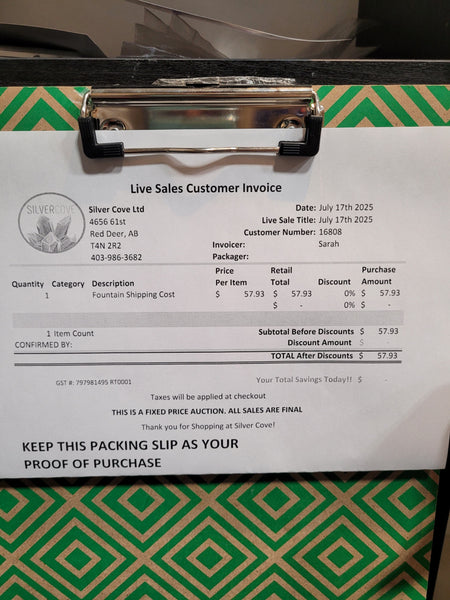 Live Sales Customer Invoice
SILVERCOVE
Silver Cove Ltd
4656 61st
Red Deer, AB
T4N 2R2
403-986-3682
Date: July 17th 2025
Live Sale Title: July 17th 2025
Customer Number: 16808
Invoicer: Sarah
Packager:
Quantity Category Description Price Per Item Retail Total Discount Purchase Amount
1 Fountain Shipping Cost $ 57.93 $ 57.93 0% $ 57.93
$ - 0% $ -
1 Item Count Subtotal Before Discounts $ 57.93
CONFIRMED BY: Discount Amount $ -
TOTAL After Discounts $ 57.93
GST #: 797981495 RT0001 Your Total Savings Today!! $ -
Taxes will be applied at checkout
THIS IS A FIXED PRICE AUCTION. ALL SALES ARE FINAL
Thank you for Shopping at Silver Cove!
KEEP THIS PACKING SLIP AS YOUR
PROOF OF PURCHASE